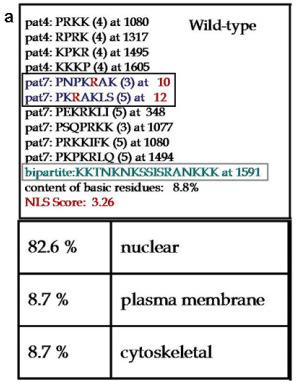 a
Wild-type
pat4: PRKK (4) at 1080
pat4: RPRK (4) at 1317
pat4: KPKR (4) at 1495
pat4: KKKP (4) at 1605
pat7: PNPKRAK (3) at 10
pat7: PKRAKLS (5) at 12
pat7: PEKRKLI (5) at 348
pat7: PSQPRKK (3) at 1077
pat7: PRKKIFK (5) at 1080
pat7: PKPKRLQ (5) at 1494
bipartite:KKTNKNKSSISRANKKK at 1591
content of basic residues: 8.8%
NLS Score: 3.26
82.6 % nuclear
8.7 % plasma membrane
8.7 % cytoskeletal